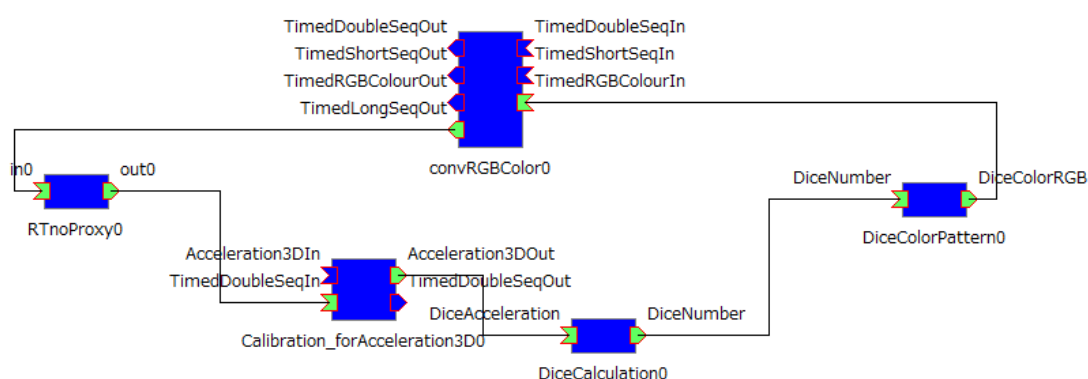 TimedDoubleSeqOut
TimedDoubleSeqIn
TimedShortSeqOut
TimedShortSeqIn
TimedRGBColourOut
TimedRGBColourIn
TimedLongSeqOut
convRGBColor0
in0
out0
RTnoProxy0
DiceNumber
DiceColorRGB
DiceColorPattern0
Acceleration3DIn
Acceleration3DOut
TimedDoubleSeqIn
TimedDoubleSeqOut
Calibration_forAcceleration3D0
DiceAcceleration
DiceNumber
DiceCalculation0